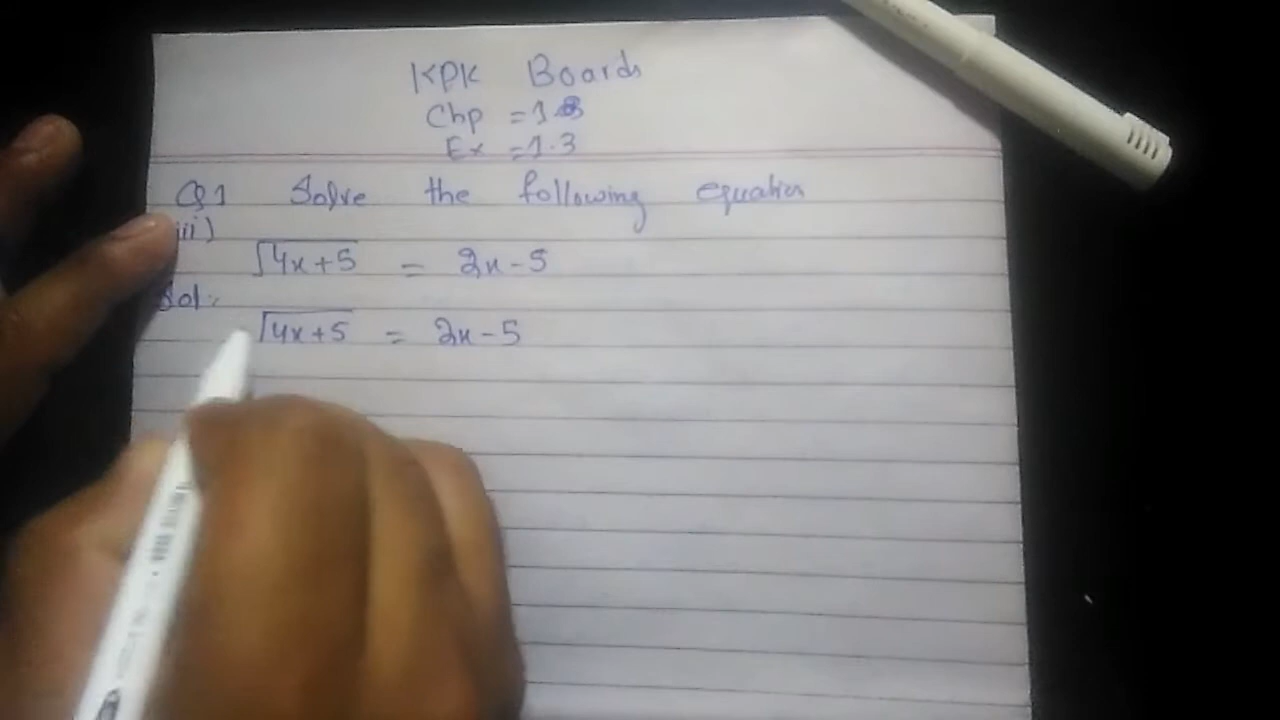 KPK Boards
Chp = 1
Ex = 1.3
Q1 Solve the following equation
iii)
√4x+5 = 2x-5
Sol:
√4x+5 = 2x-5